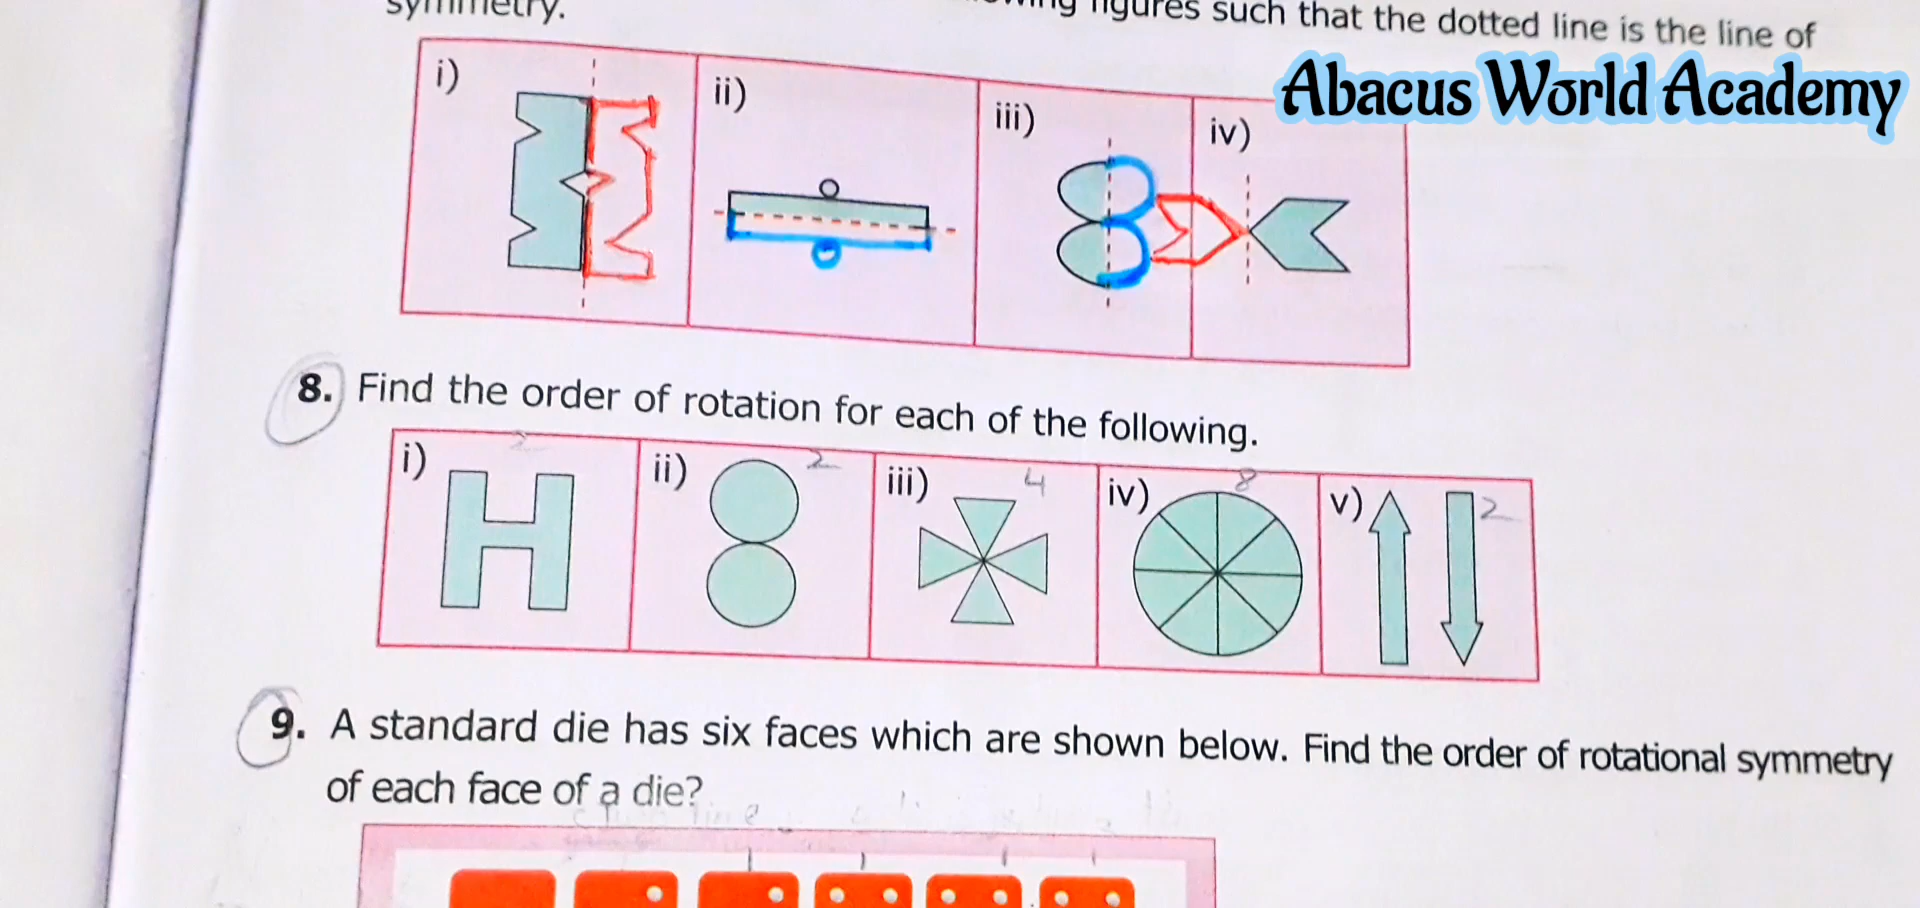 figures such that the dotted line is the line of
symmetry.
Abacus World Academy
i) ii) iii) iv)
8. Find the order of rotation for each of the following.
i) 2 ii) 2 iii) 4 iv) 8 v) 2
9. A standard die has six faces which are shown below. Find the order of rotational symmetry
of each face of a die?